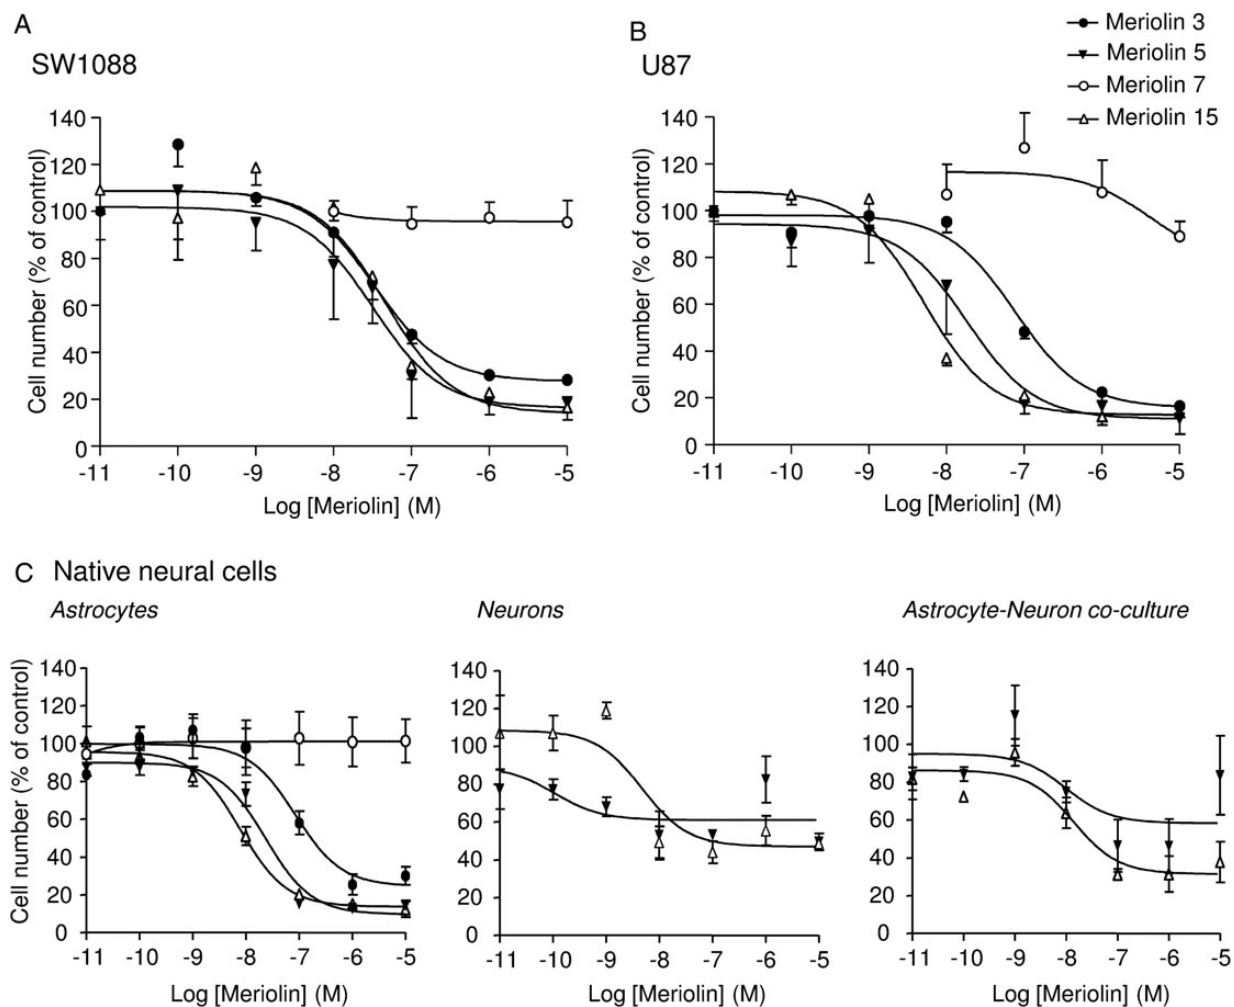 A
SW1088
140
120
100
80
60
40
20
0
Cell number (% of control)
-11 -10 -9 -8 -7 -6 -5
Log [Meriolin] (M)
B
U87
Meriolin 3
Meriolin 5
Meriolin 7
Meriolin 15
140
120
100
80
60
40
20
0
Cell number (% of control)
-11 -10 -9 -8 -7 -6 -5
Log [Meriolin] (M)
C Native neural cells
Astrocytes
140
120
100
80
60
40
20
0
Cell number (% of control)
-11 -10 -9 -8 -7 -6 -5
Log [Meriolin] (M)
Neurons
140
120
100
80
60
40
20
0
-11 -10 -9 -8 -7 -6 -5
Log [Meriolin] (M)
Astrocyte-Neuron co-culture
140
120
100
80
60
40
20
0
-11 -10 -9 -8 -7 -6 -5
Log [Meriolin] (M)